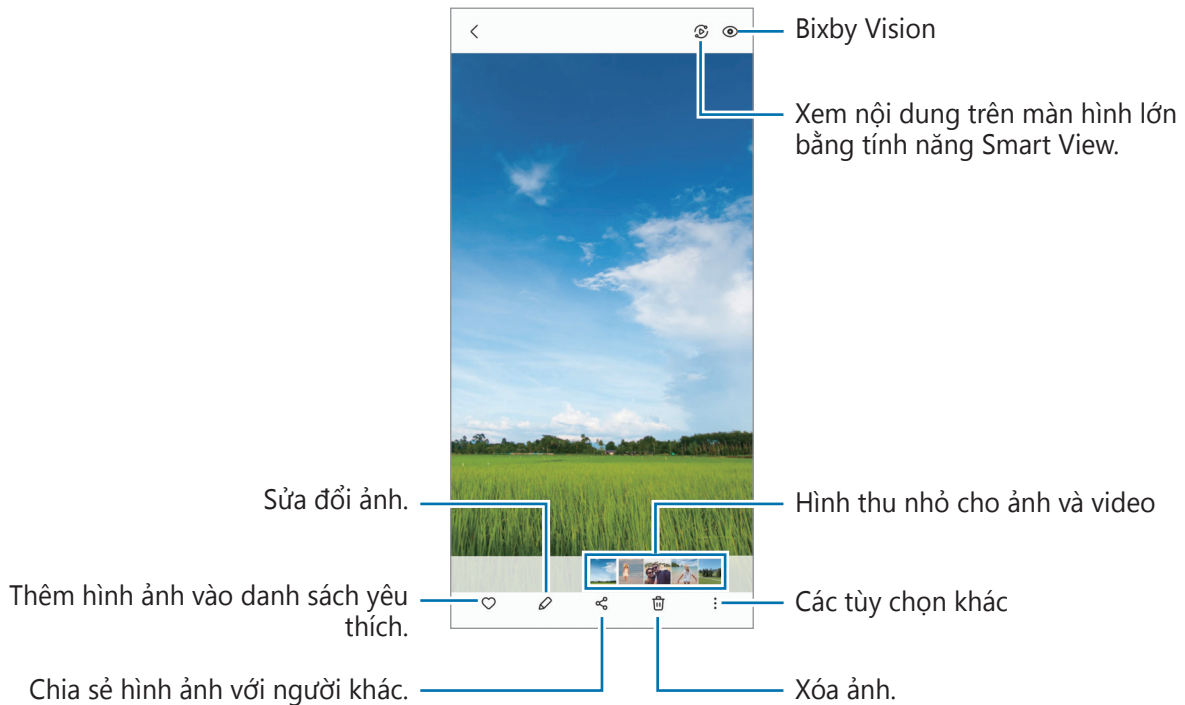 Bixby Vision
Xem nội dung trên màn hình lớn
bằng tính năng Smart View.
Sửa đổi ảnh.
Hình thu nhỏ cho ảnh và video
Thêm hình ảnh vào danh sách yêu
thích.
Các tùy chọn khác
Chia sẻ hình ảnh với người khác.
Xóa ảnh.